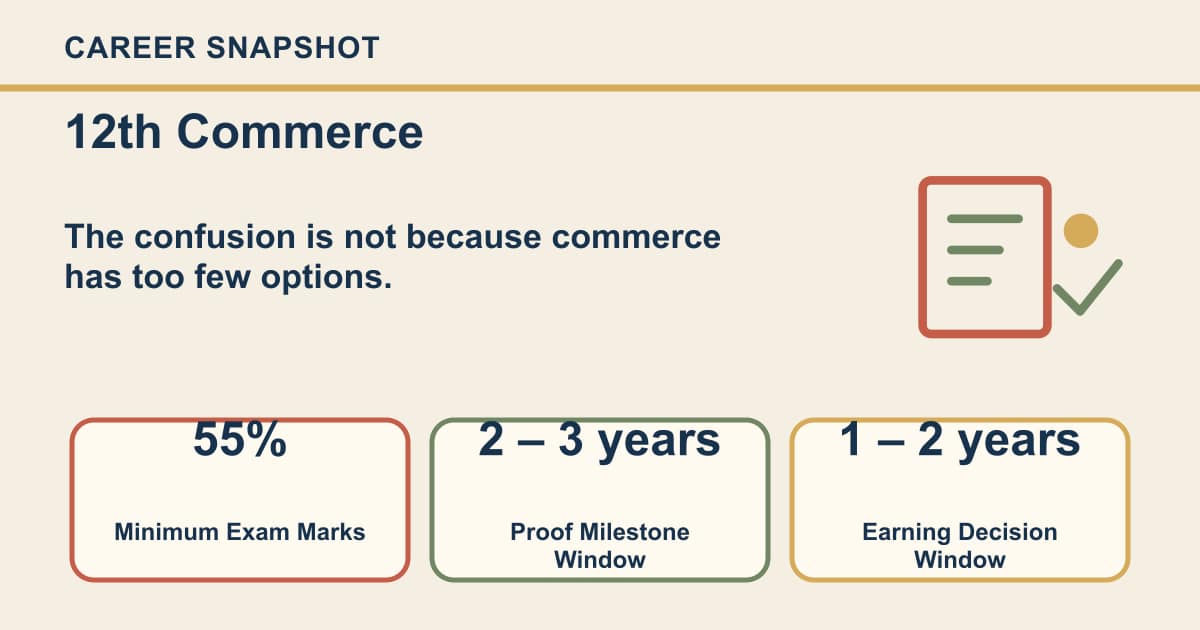 CAREER SNAPSHOT
12th Commerce
The confusion is not because commerce
has too few options.
55%
Minimum Exam Marks
2 – 3 years
Proof Milestone
Window
1 – 2 years
Earning Decision
Window